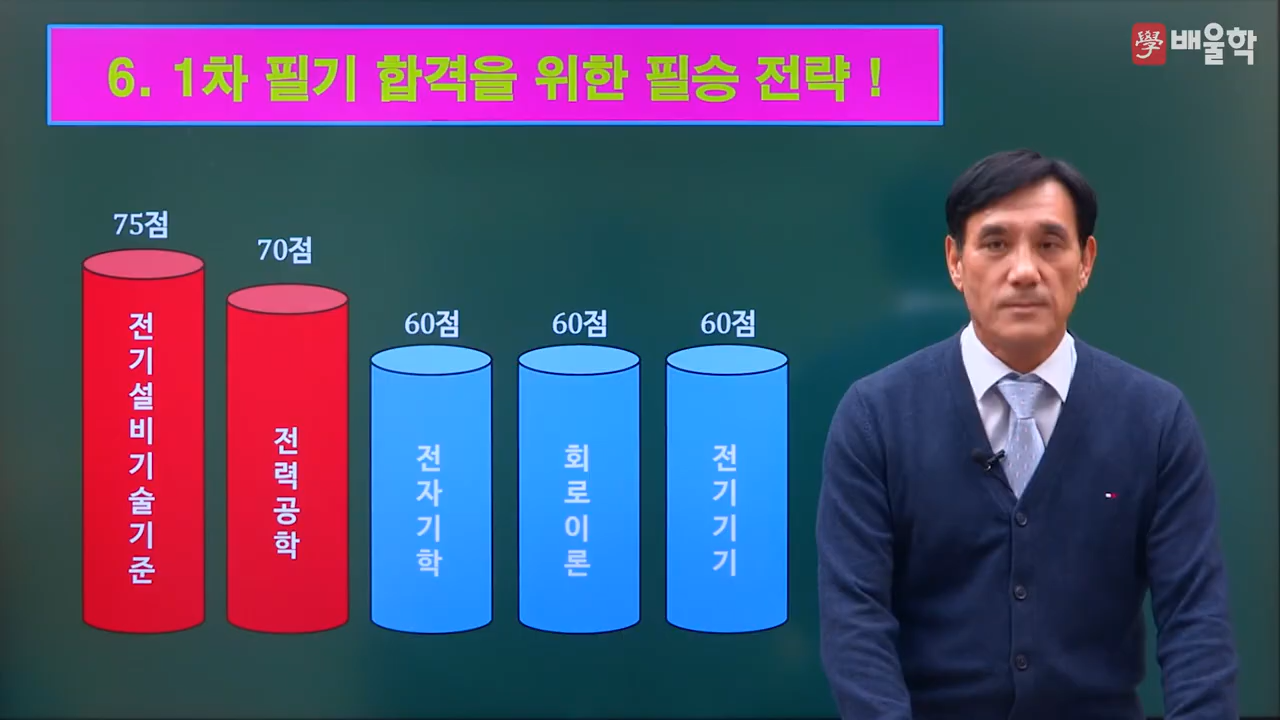 6. 1차 필기 합격을 위한 필승 전략 !
學 배울학
75점
70점
60점
60점
60점
전기설비기술기준
전력공학
전자기학
회로이론
전기기기